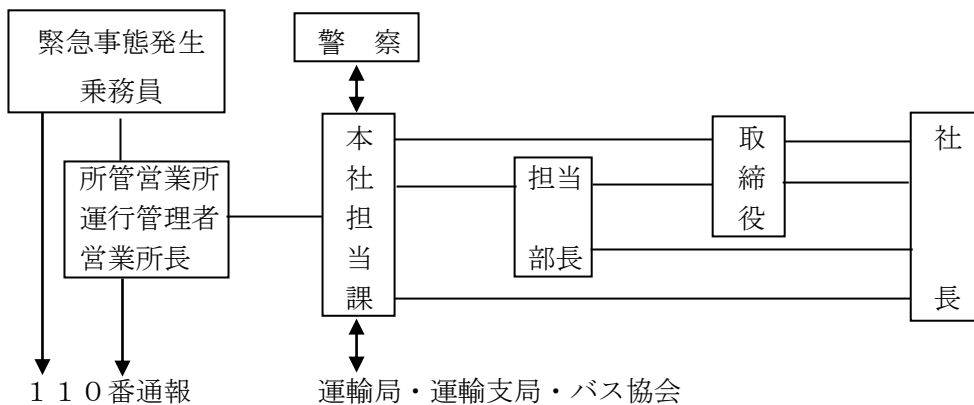 緊急事態発生
乗務員
警　察
本社担当課
取締役
社長
所管営業所
運行管理者
営業所長
担当
部長
１１０番通報
運輸局・運輸支局・バス協会